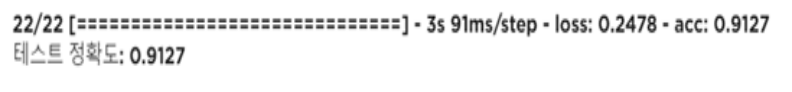 22/22 [==============================] - 3s 91ms/step - loss: 0.2478 - acc: 0.9127
테스트 정확도: 0.9127